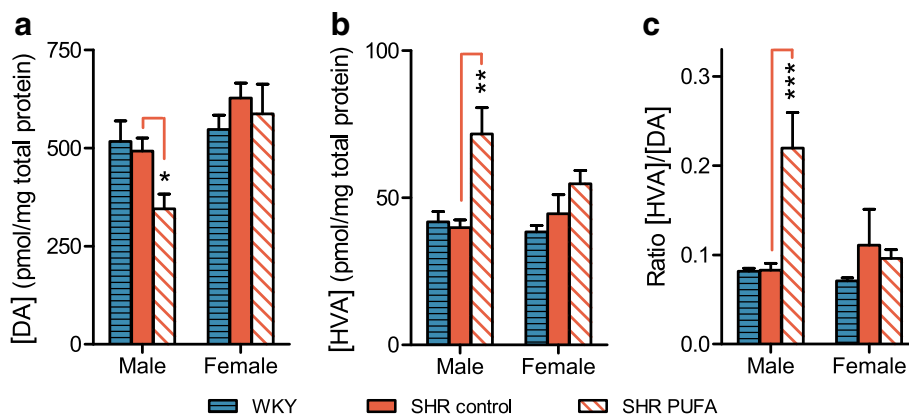 a
[DA] (pmol/mg total protein)
750
500
250
0
*
Male
Female
b
[HVA] (pmol/mg total protein)
100
50
0
**
Male
Female
c
Ratio [HVA]/[DA]
0.3
0.2
0.1
0.0
***
Male
Female
WKY
SHR control
SHR PUFA